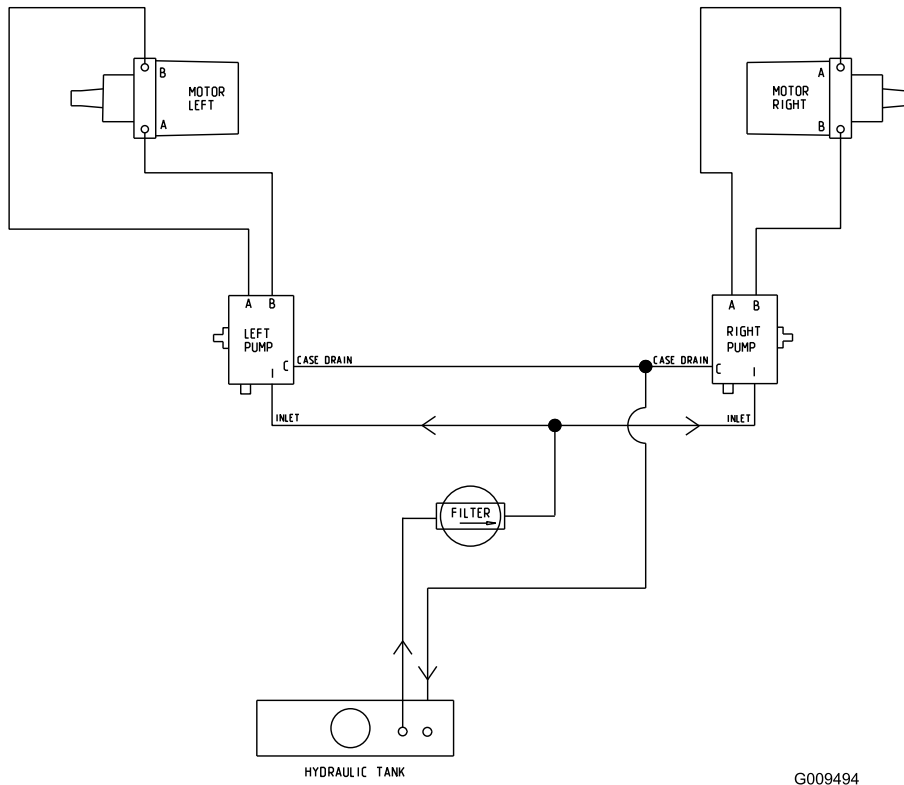 B
MOTOR
LEFT
A
A
MOTOR
RIGHT
B
A B
LEFT
PUMP
C
I
CASE DRAIN
INLET
A B
RIGHT
PUMP
C
I
CASE DRAIN
INLET
FILTER
HYDRAULIC TANK
G009494